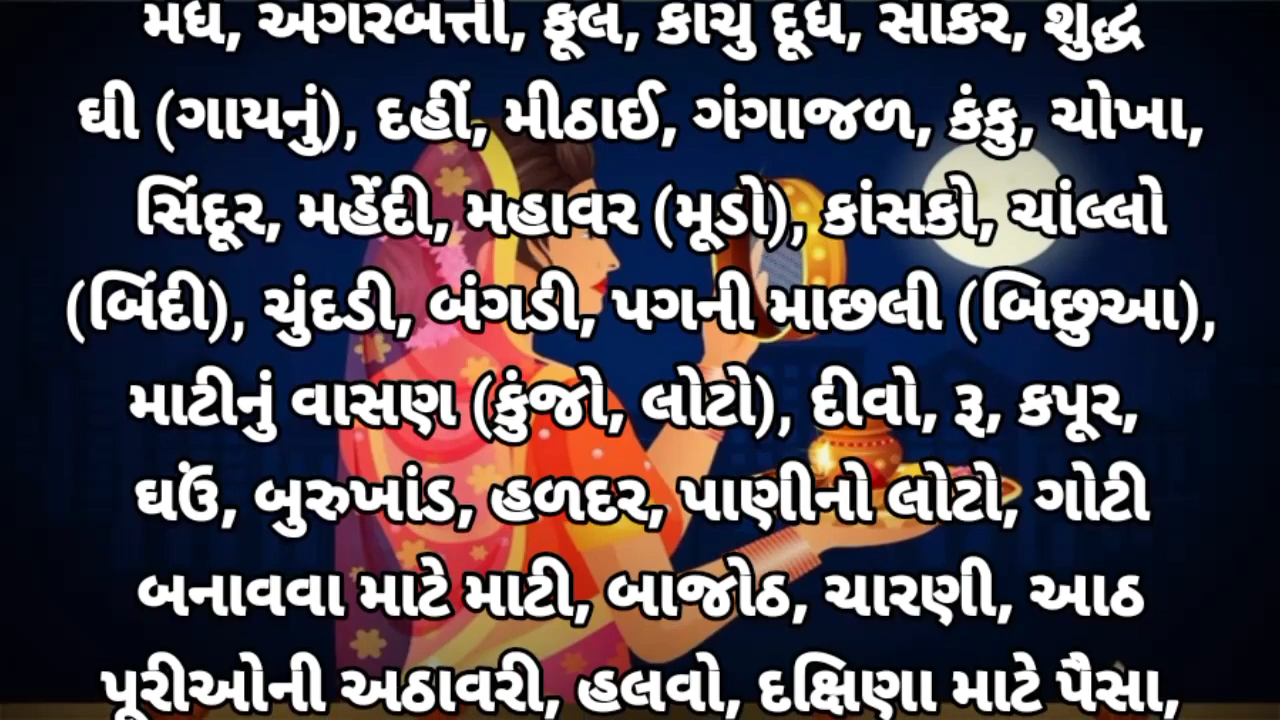 મધ, અગરબત્તી, ફૂલ, કાચું દૂધ, સાકર, શુદ્ધ
ઘી (ગાયનું), દહીં, મીઠાઈ, ગંગાજળ, કંકુ, ચોખા,
સિંદૂર, મહેંદી, મહાવર (મૂડો), કાંસકો, ચાંલ્લો
(બિંદી), ચુંદડી, બંગડી, પગની માછલી (બિછુઆ),
માટીનું વાસણ (કુંજો, લોટો), દીવો, રૂ, કપૂર,
ઘઉં, બુરુખાંડ, હળદર, પાણીનો લોટો, ગોટી
બનાવવા માટે માટી, બાજોઠ, ચારણી, આઠ
પૂરીઓની અઠાવરી, હલવો, દક્ષિણા માટે પૈસા,